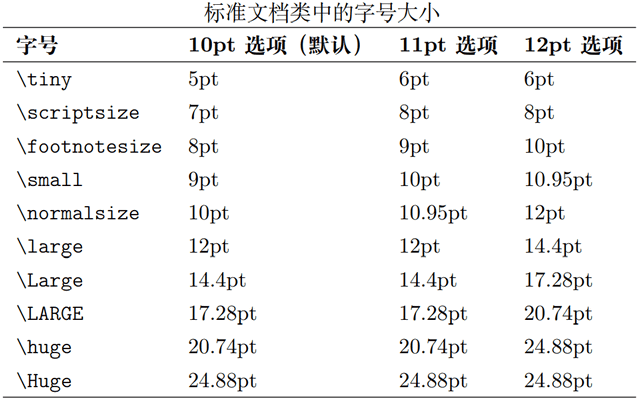 标准文档类中的字号大小
字号 10pt 选项（默认） 11pt 选项 12pt 选项
\tiny 5pt 6pt 6pt
\scriptsize 7pt 8pt 8pt
\footnotesize 8pt 9pt 10pt
\small 9pt 10pt 10.95pt
\normalsize 10pt 10.95pt 12pt
\large 12pt 12pt 14.4pt
\Large 14.4pt 14.4pt 17.28pt
\LARGE 17.28pt 17.28pt 20.74pt
\huge 20.74pt 20.74pt 24.88pt
\Huge 24.88pt 24.88pt 24.88pt